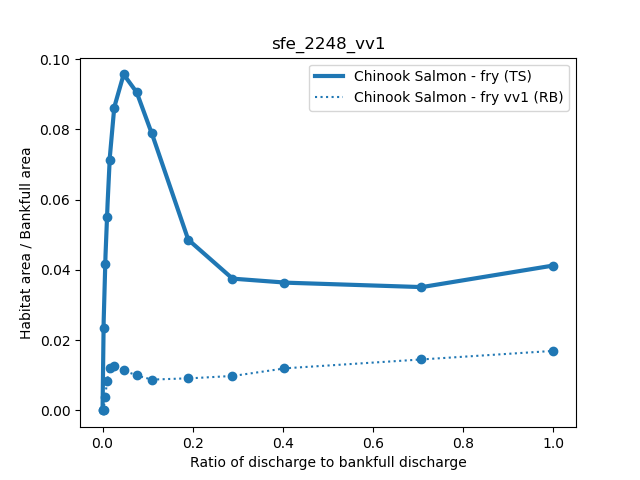 sfe_2248_vv1
Chinook Salmon - fry (TS)
Chinook Salmon - fry vv1 (RB)
Habitat area / Bankfull area
0.10
0.08
0.06
0.04
0.02
0.00
0.0 0.2 0.4 0.6 0.8 1.0
Ratio of discharge to bankfull discharge